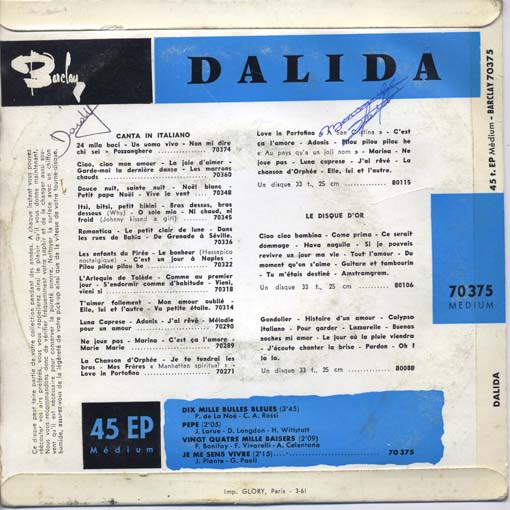 Barclay
DALIDA
CANTA IN ITALIANO
24 mila baci - Un uomo vivo - Non mi dire
chi sei - Pozzanghere 70374
Ciao, ciao mon amour - La joie d'aimer -
Garde-moi la dernière danse - Les marrons
chauds 70360
Douce nuit, sainte nuit - Noël blanc -
Petit papa Noël - Vive le vent 70348
Itsi, bitsi, petit bikini - Bras dessus, bras
dessous (Why) - O sole mio - Ni chaud, ni
froid (Johnny kissed a girl) 70345
Romantica - Le petit clair de lune - Dans
les rues de Bahia - De Grenade à Séville.
70336
Les enfants du Pirée - Le bonheur (Hasapico
nostalgique) - C'est un jour à Naples -
Pilou pilou pilou he 70322
L'Arlequin de Tolède - Comme au premier
jour - S'endormir comme d'habitude - Vieni,
vieni si 70318
T'aimer follement - Mon amour oublié -
Elle, lui et l'autre - Va petite étoile. 70314
Luna Caprese - Adonis - J'ai rêvé - Mélodie
pour un amour 70290
Ne joue pas - Marina - C'est ça l'amore -
Marie Marie 70289
La Chanson d'Orphée - Je te tendrai les
bras - Mes Frères « Manhattan spiritual » -
Love in Portofino 70271
Love in Portofino « A San Cristina » - C'est
ça l'amore - Adonis - Pilou pilou pilou he
« Au pays qu'a un joli nom » - Marina - Ne
joue pas - Luna caprese - J'ai rêvé - La
chanson d'Orphée - Elle, lui et l'autre.
Un disque 33 t., 25 cm 80115
LE DISQUE D'OR
Ciao ciao bambina - Come prima - Ce serait
dommage - Hava naguila - Si je pouvais
revivre un jour ma vie - Tout l'amour - Du
moment qu'on s'aime - Guitare et tambourin
- Tu m'étais destiné - Amstramgram.
Un disque 33 t., 25 cm 80106
Gondolier - Histoire d'un amour - Calypso
italiano - Pour garder - Lazzarella - Buenas
noches mi amor - Le jour où la pluie viendra
- J'écoute chanter la brise - Pardon - Oh !
la la.
Un disque 33 t., 25 cm 80088
45 t. EP Médium - BARCLAY 70375
70375
MÉDIUM
DALIDA
45 EP
Médium
DIX MILLE BULLES BLEUES (3'45)
P. de La Noé - C. A. Rossi
PEPE (2'05)
J. Larue - D. Langdon - H. Wittstatt
VINGT QUATRE MILLE BAISERS (2'09)
F. Bonifay - F. Vivarelli - A. Celentano
JE ME SENS VIVRE (2'15)
J. Plante - G. Paoli 70375
Imp. GLORY, Paris - 3-61